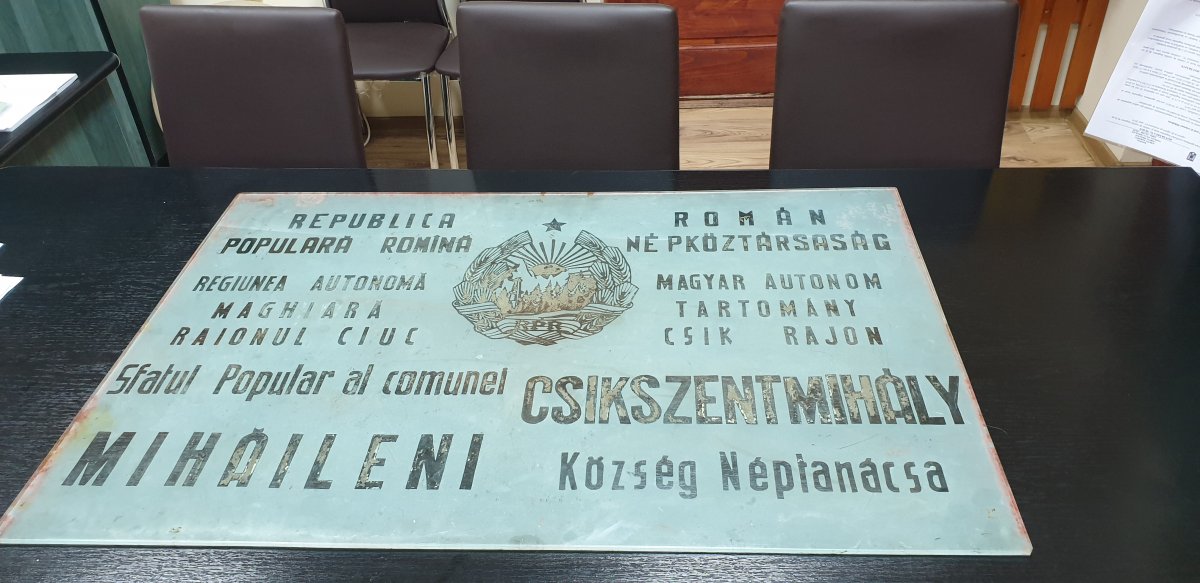 REPUBLICA
POPULARĂ ROMÎNĂ
REGIUNEA AUTONOMĂ
MAGHIARĂ
RAIONUL CIUC
Sfatul Popular al comunei
MIHĂILENI
RPR
ROMÁN
NÉPKÖZTÁRSASÁG
MAGYAR AUTONOM
TARTOMÁNY
CSIK RAJON
CSIKSZENTMIHÁLY
Község Néptanácsa